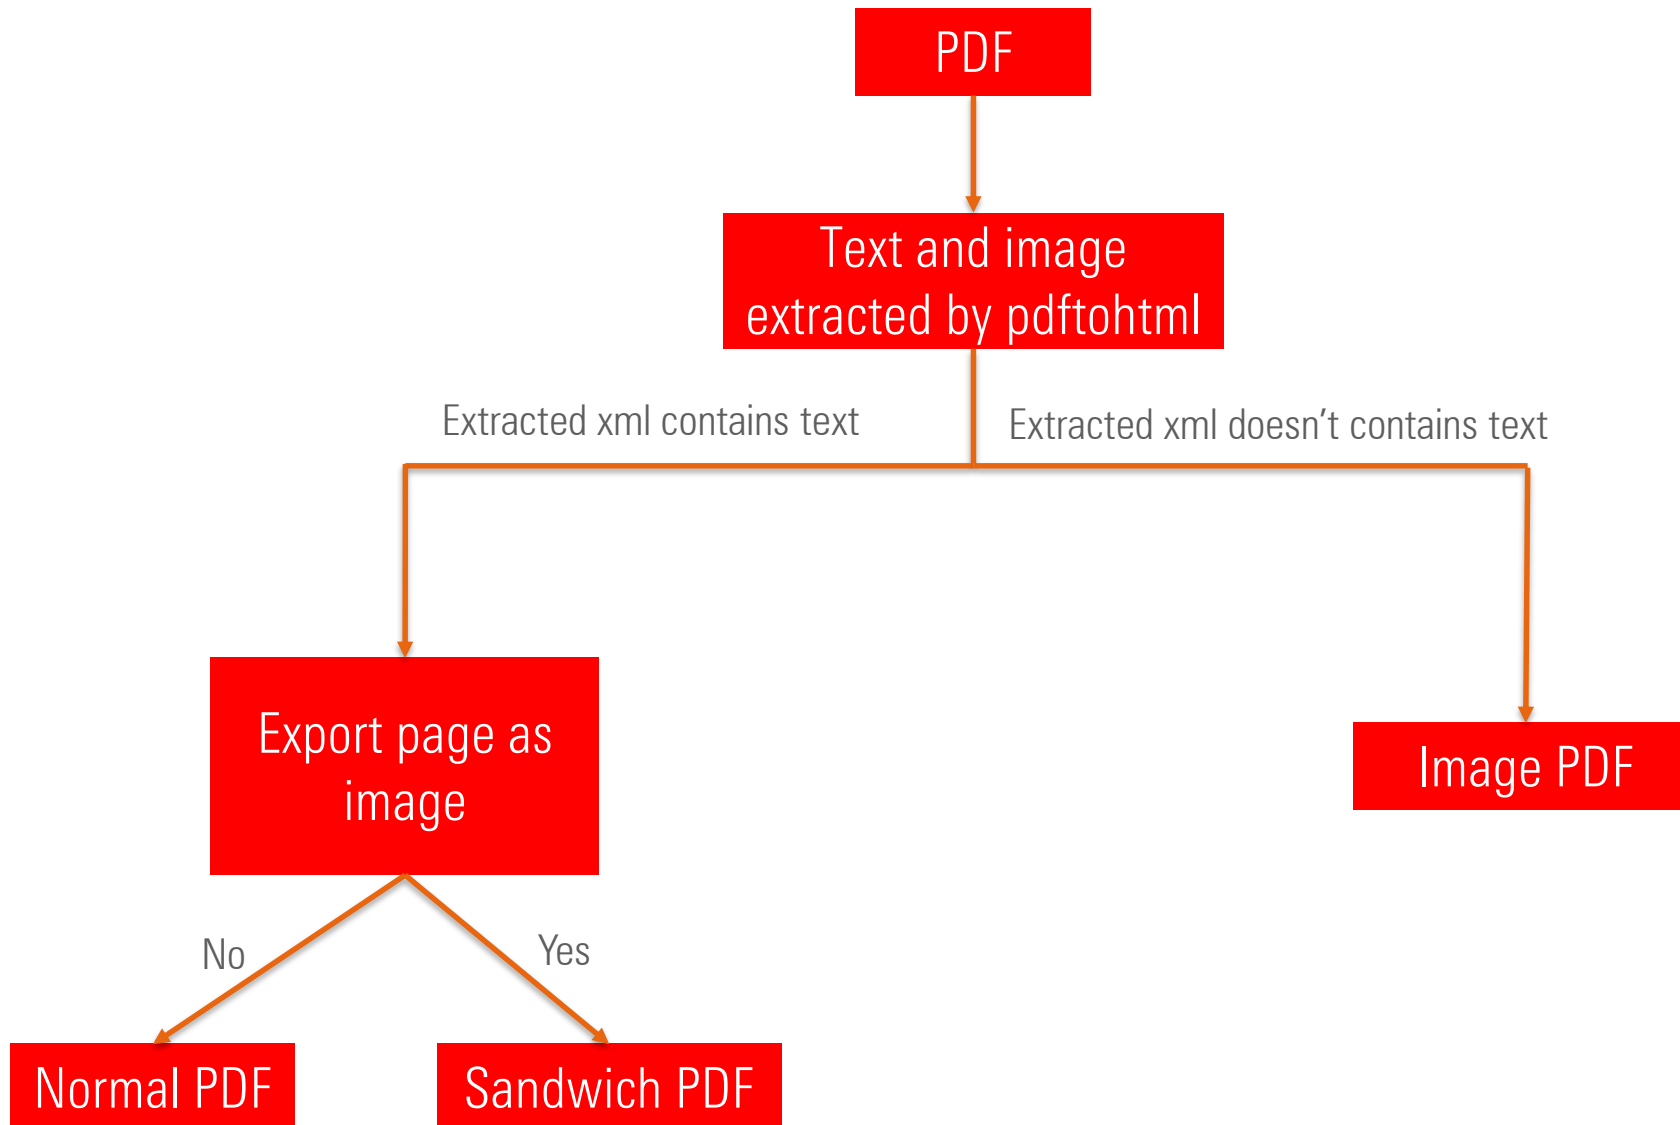 PDF
Text and image
extracted by pdftohtml
Extracted xml contains text
Extracted xml doesn't contains text
Export page as
image
Image PDF
No
Yes
Normal PDF
Sandwich PDF